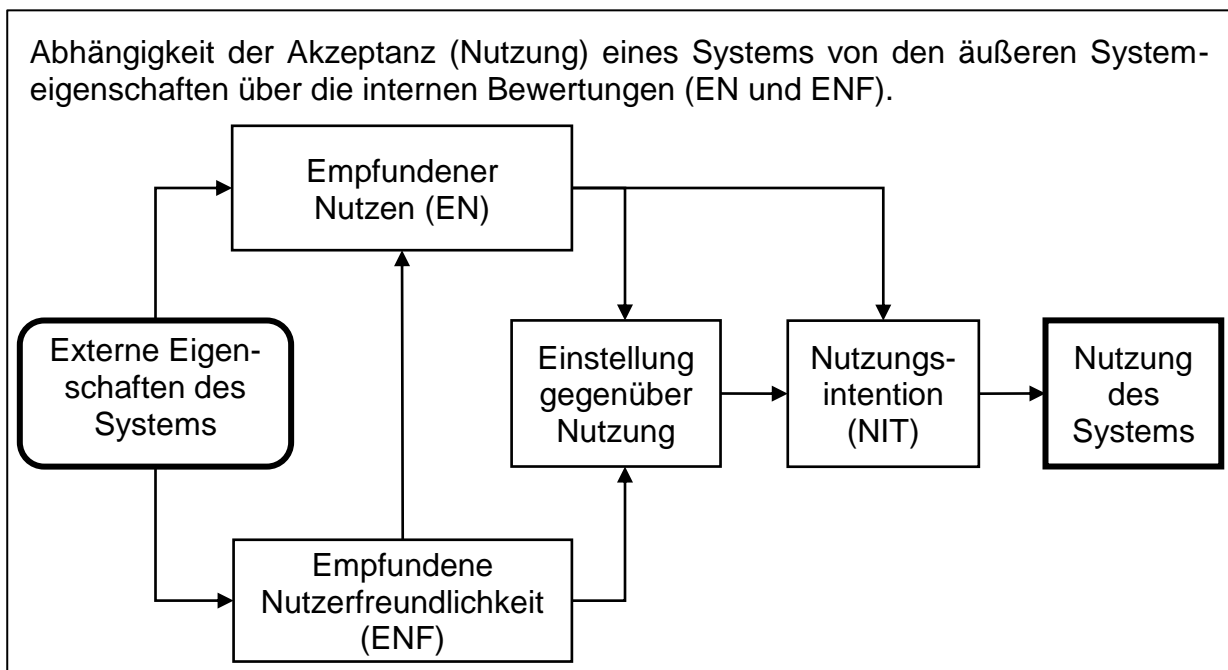 Abhängigkeit der Akzeptanz (Nutzung) eines Systems von den äußeren System-
eigenschaften über die internen Bewertungen (EN und ENF).
Empfundener
Nutzen (EN)
Externe Eigen-
schaften des
Systems
Einstellung
gegenüber
Nutzung
Nutzungs-
intention
(NIT)
Nutzung
des
Systems
Empfundene
Nutzerfreundlichkeit
(ENF)